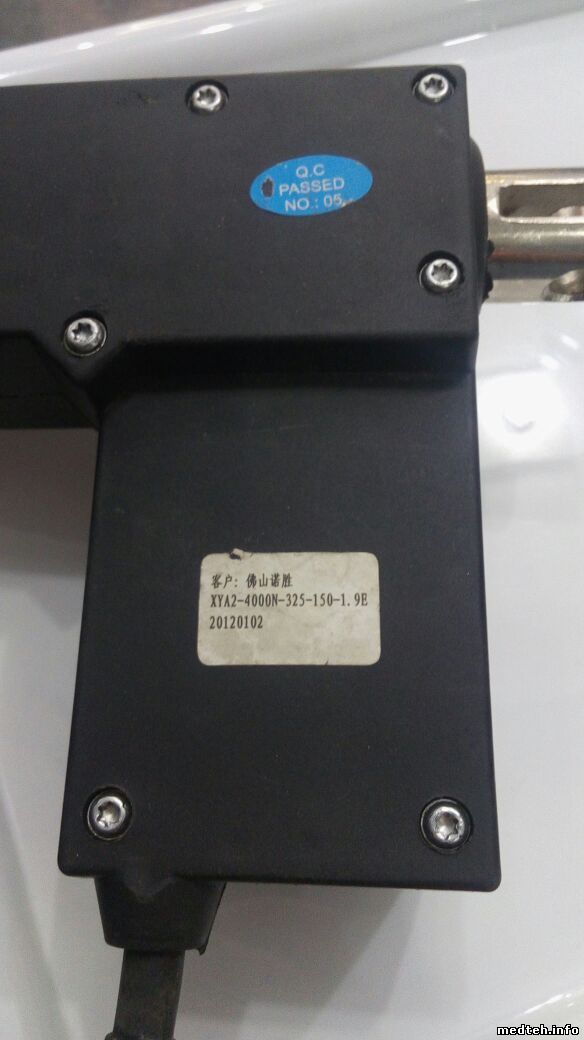 Q.C
PASSED
NO.: 05
客户: 佛山诺胜
XYA2-4000N-325-150-1.9E
20120102
medteh.info